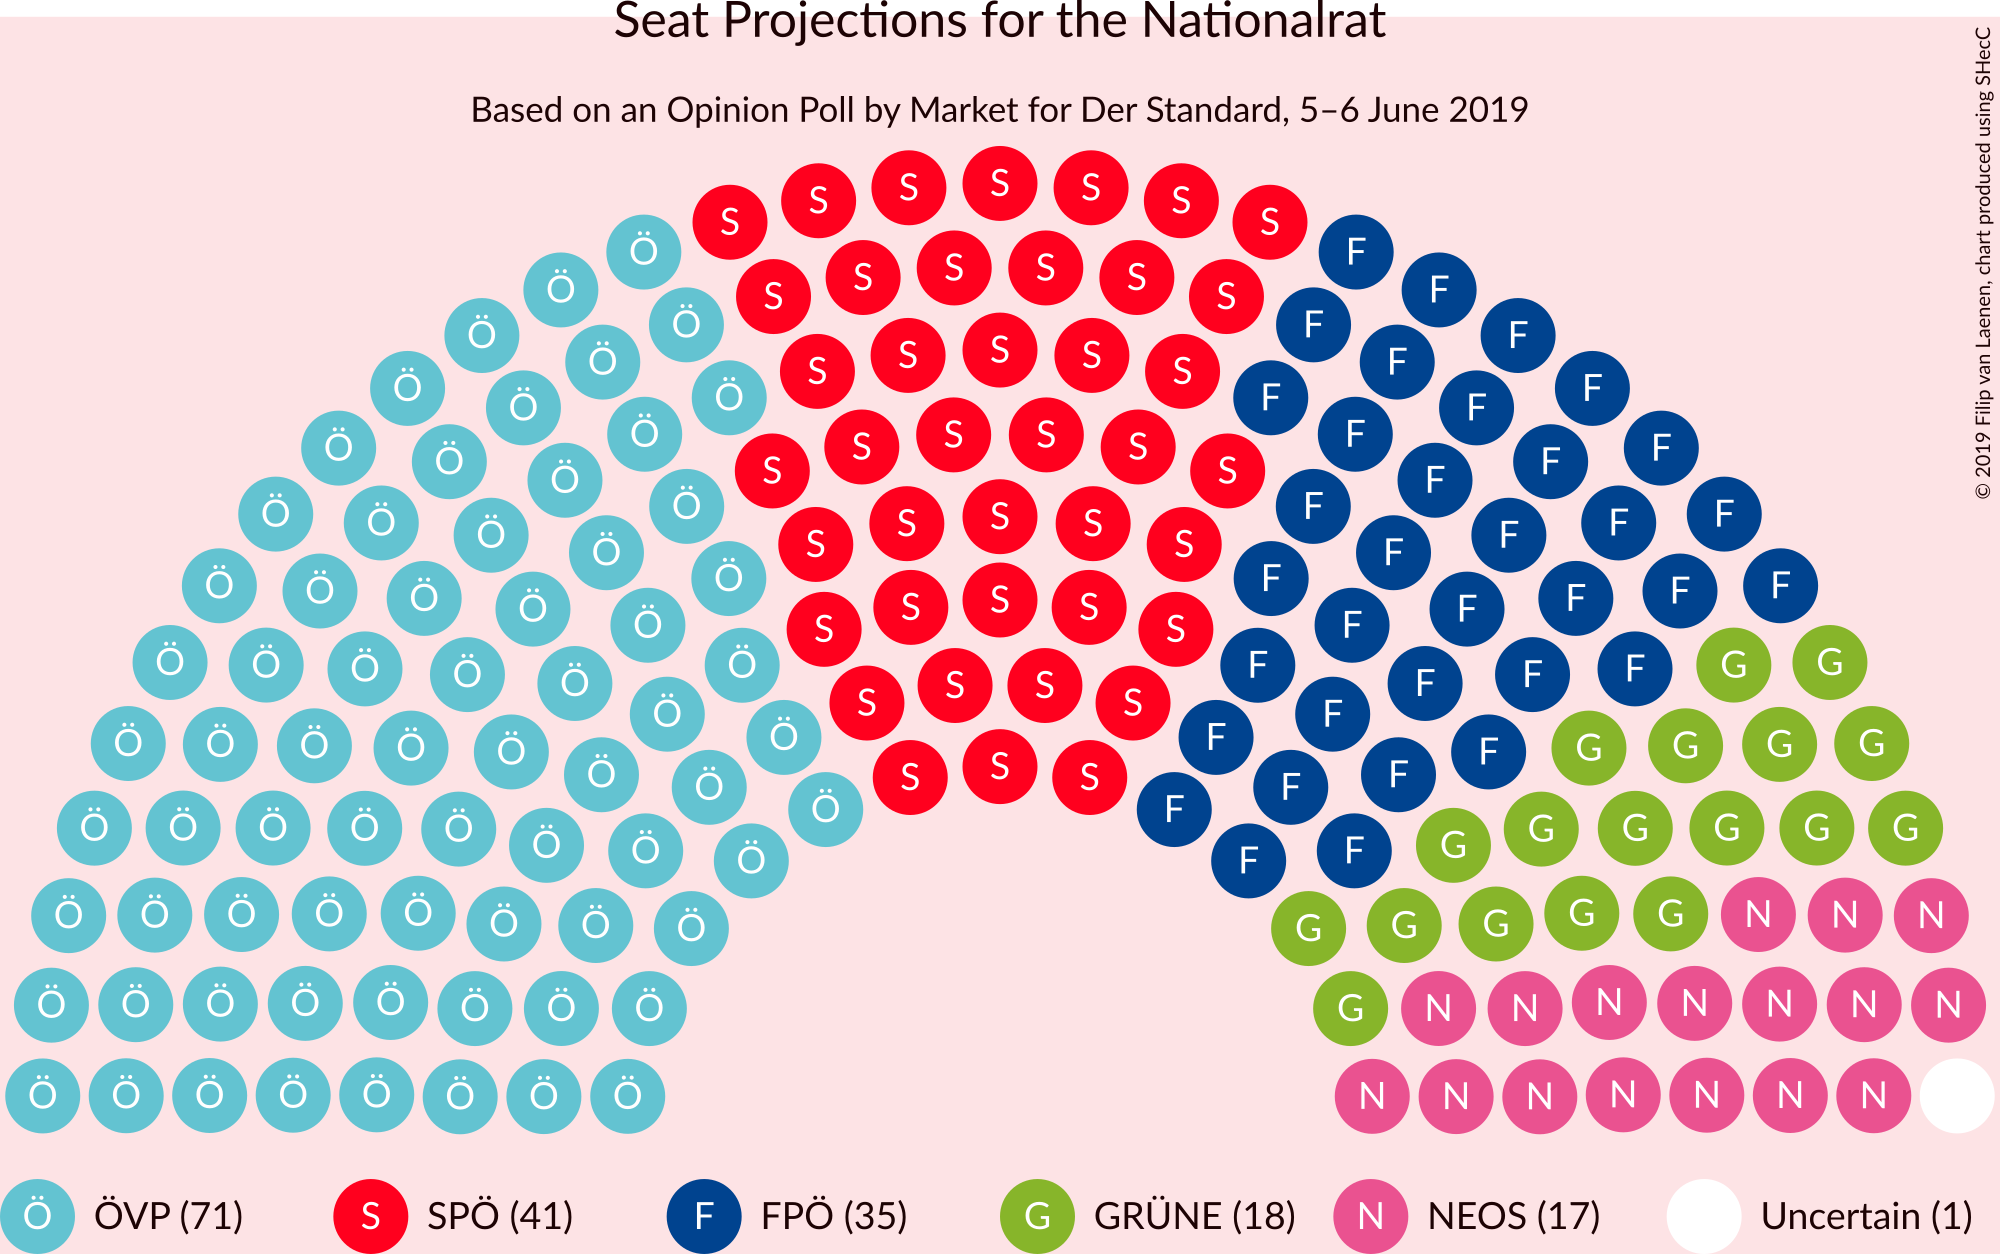 Seat Projections for the Nationalrat
Based on an Opinion Poll by Market for Der Standard, 5–6 June 2019
© 2019 Filip van Laenen, chart produced using SHecC
S S S S S S S
Ö S S S S S S F
Ö Ö S S S S S F F
Ö Ö Ö S S S S S S F F F
Ö Ö Ö S S S S S F F F
Ö Ö Ö S S S S S F F F
Ö Ö Ö S S S S F F F
Ö Ö Ö S S S F F F
Ö Ö Ö F F F
Ö Ö Ö F F F
Ö Ö Ö F F F
Ö Ö Ö F F F
Ö Ö Ö F F F
Ö Ö Ö F F G G
Ö Ö Ö Ö Ö Ö F F G G G G
Ö Ö Ö Ö Ö Ö Ö Ö F F G G G G G G
Ö Ö Ö Ö Ö Ö Ö Ö G G G G G N N N
Ö Ö Ö Ö Ö Ö Ö Ö G N N N N N N N
Ö Ö Ö Ö Ö Ö Ö Ö N N N N N N N
Ö ÖVP (71) S SPÖ (41) F FPÖ (35) G GRÜNE (18) N NEOS (17) Uncertain (1)